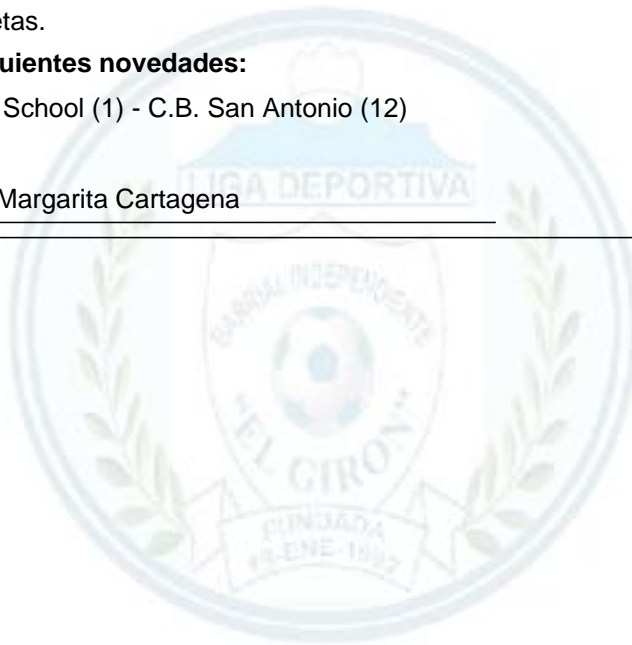 etas.
uientes novedades:
School (1) - C.B. San Antonio (12)
LIGA DEPORTIVA
Margarita Cartagena
BARRIAL INDEPENDIENTE
"EL GIRON"
FUNDADA